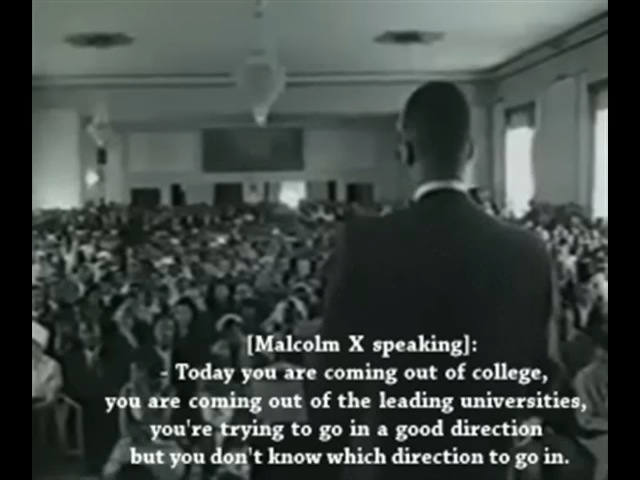 [Malcolm X speaking]:
- Today you are coming out of college,
you are coming out of the leading universities,
you're trying to go in a good direction
but you don't know which direction to go in.